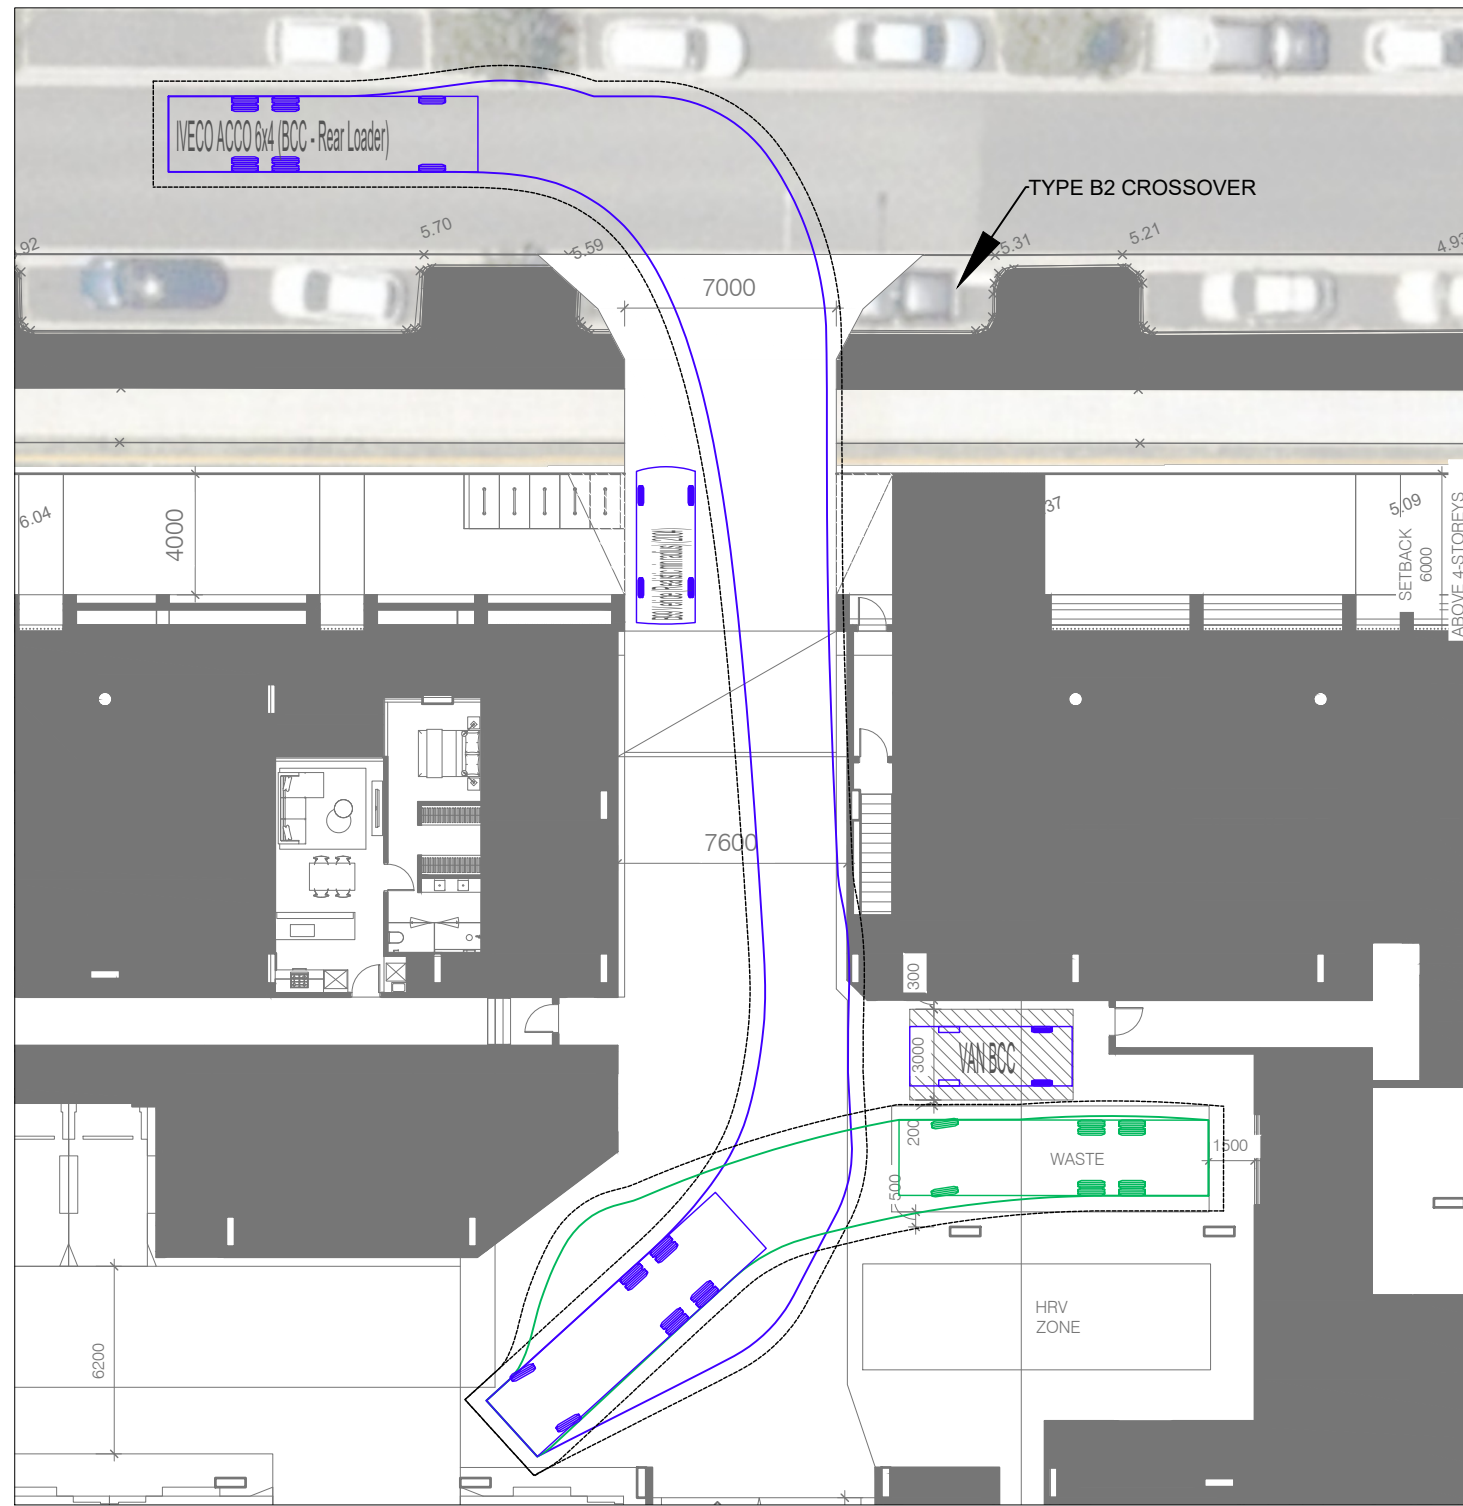 IVECO ACCO 6x4 (BCC - Rear Loader)
TYPE B2 CROSSOVER
.92
5.70
5.59
5.31
5.21
4.93
7000
6.04
4000
.37
5.09
SETBACK
6000
ABOVE 4-STOREYS
7600
300
3000
VAN BCC
200
WASTE
1500
500
HRV
ZONE
6200